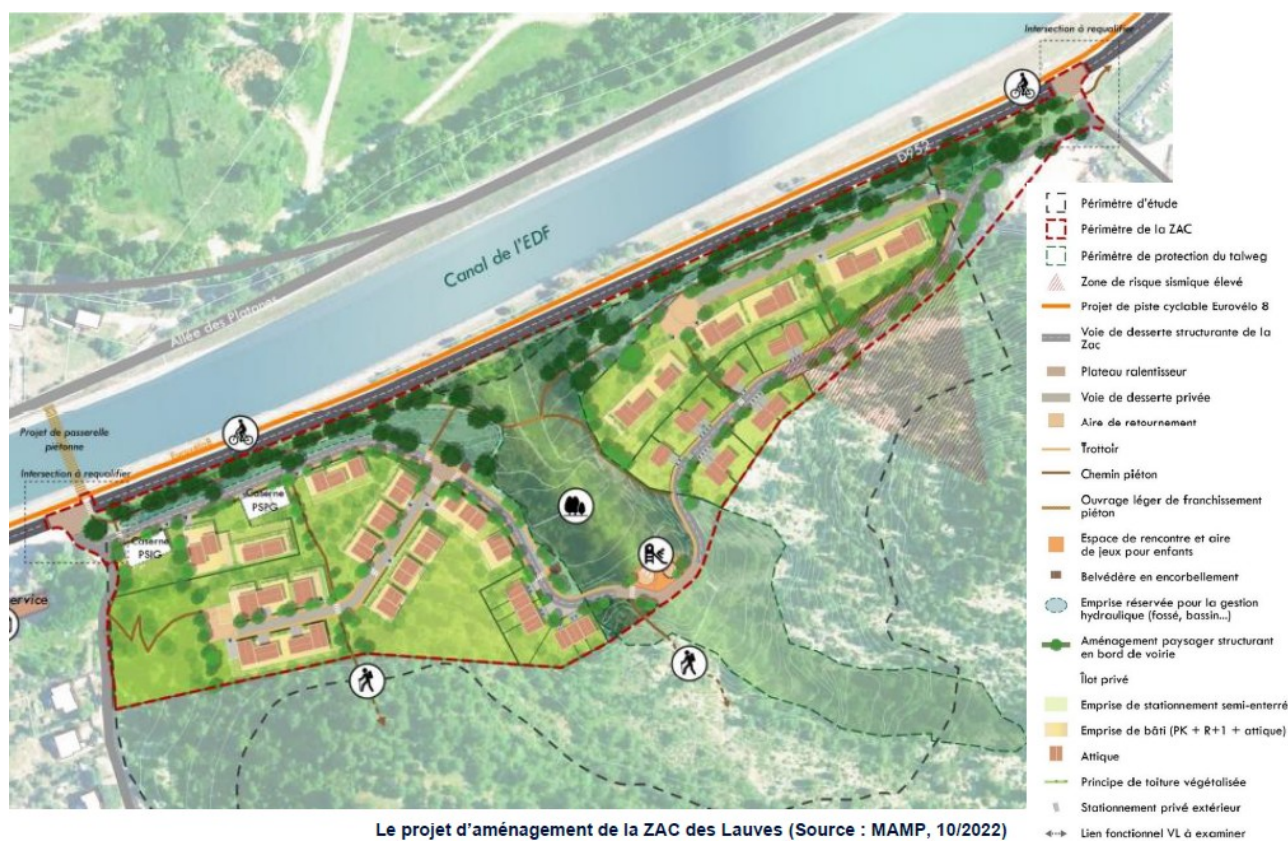 Intersection à requalifier
D952
Canal de l'EDF
Allée des Platanes
Projet de passerelle
piétonne
Intersection à requalifier
Caserne
PSPG
Caserne
PSIG
ervice
Périmètre d'étude
Périmètre de la ZAC
Périmètre de protection du talweg
Zone de risque sismique élevé
Projet de piste cyclable Eurovélo 8
Voie de desserte structurante de la
Zac
Plateau ralentisseur
Voie de desserte privée
Aire de retournement
Trottoir
Chemin piéton
Ouvrage léger de franchissement
piéton
Espace de rencontre et aire
de jeux pour enfants
Belvédère en encorbellement
Emprise réservée pour la gestion
hydraulique (fossé, bassin...)
Aménagement paysager structurant
en bord de voirie
Îlot privé
Emprise de stationnement semi-enterré
Emprise de bâti (PK + R+1 + attique)
Attique
Principe de toiture végétalisée
Stationnement privé extérieur
Lien fonctionnel VL à examiner
Le projet d'aménagement de la ZAC des Lauves (Source : MAMP, 10/2022)